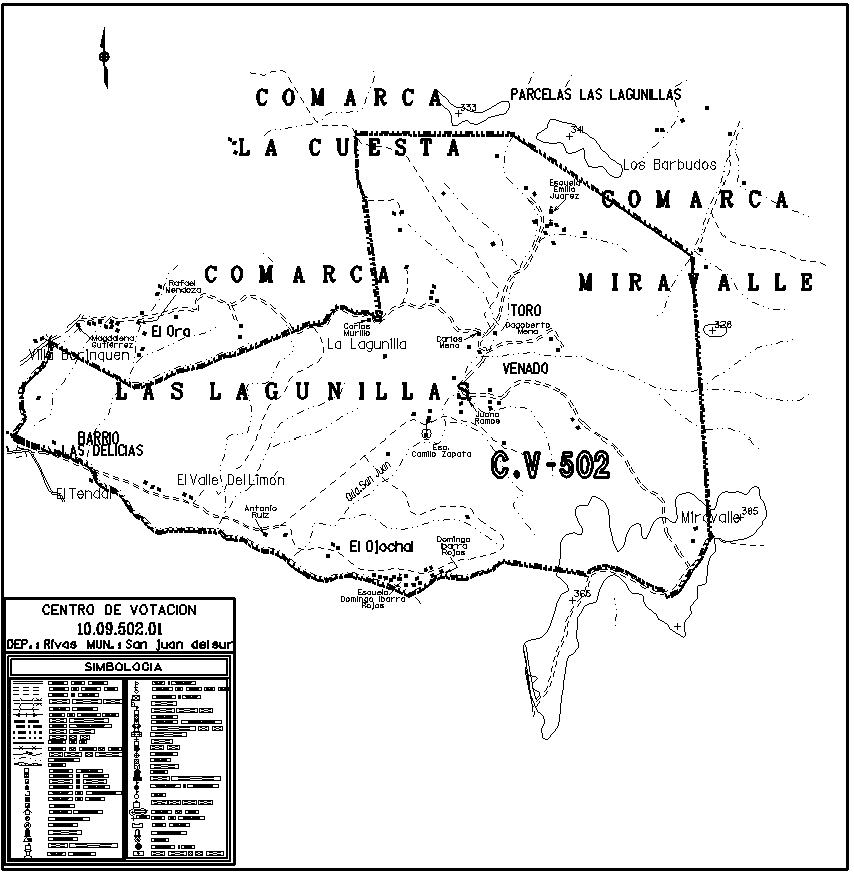 COMARCA
333
PARCELAS LAS LAGUNILLAS
341
LA CUESTA
Los Barbudos
Escuela
Emilia
Juarez
COMARCA
COMARCA
MIRAVALLE
Rafael
Mendoza
TORO
Dagoberto
Mena
El Ora
Carlos
Murillo
326
Magdalena
Gutiérrez
La Lagunilla
Carlos
Mena
Villa Borinquen
VENADO
LAS LAGUNILLAS
Juana
Ramos
BARRIO
LAS DELICIAS
Esc.
Camilo Zapata
C.V-502
Qda. San Juan
El Valle Del Limon
El Tendal
Antonio
Ruiz
Miravalle
385
El Ojochal
Domingo
Ibarra
Rojas
Escuela
Domingo Ibarra
Rojas
365
CENTRO DE VOTACION
10.09.502.01
DEP.: Rivas MUN.: San juan del sur
SIMBOLOGIA